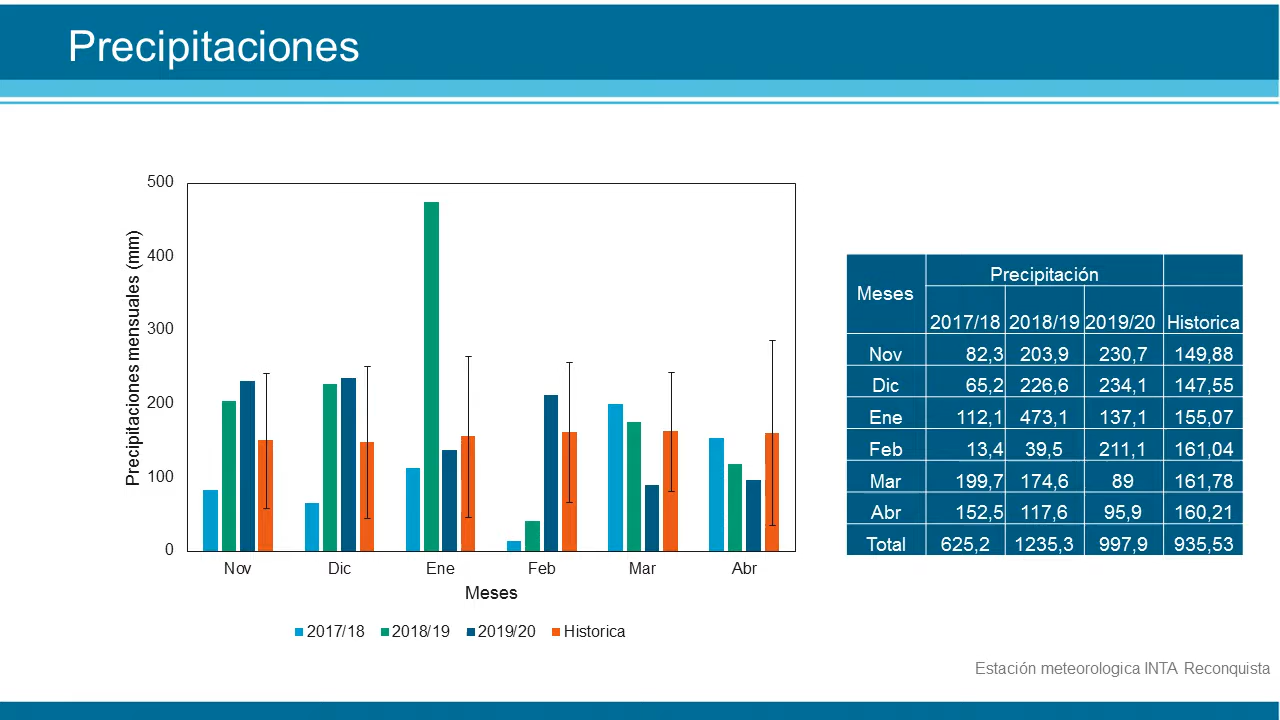 Precipitaciones
500
400
300
200
100
0
Precipitaciones mensuales (mm)
Nov Dic Ene Feb Mar Abr
Meses
2017/18 2018/19 2019/20 Historica
Meses Precipitación
2017/18 2018/19 2019/20 Historica
Nov 82,3 203,9 230,7 149,88
Dic 65,2 226,6 234,1 147,55
Ene 112,1 473,1 137,1 155,07
Feb 13,4 39,5 211,1 161,04
Mar 199,7 174,6 89 161,78
Abr 152,5 117,6 95,9 160,21
Total 625,2 1235,3 997,9 935,53
Estación meteorologica INTA Reconquista